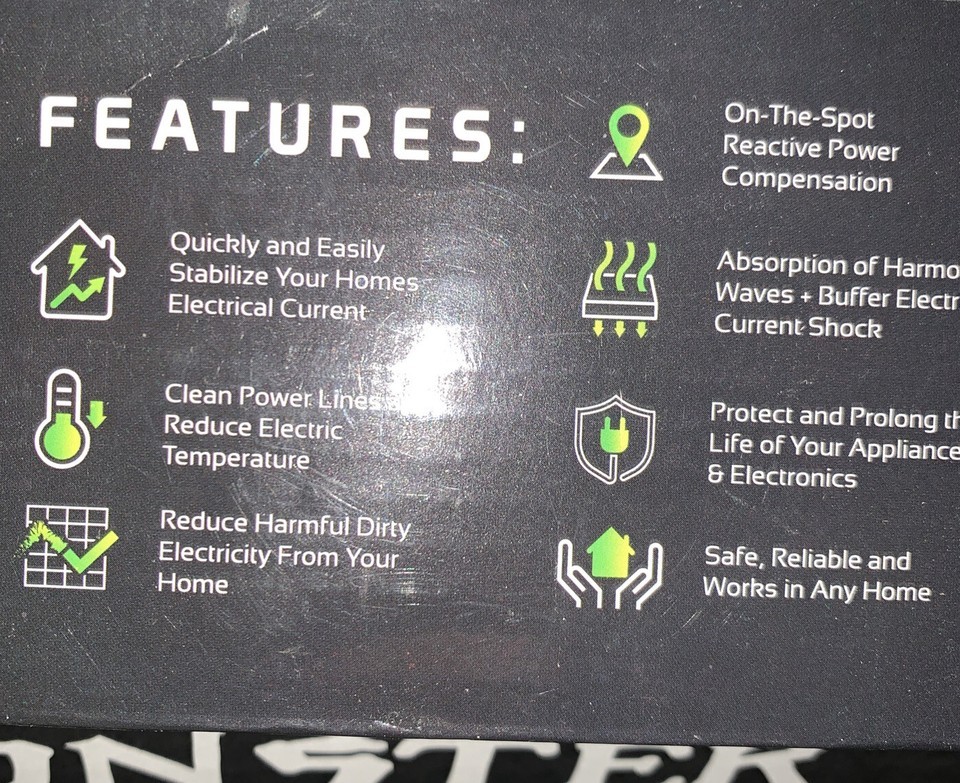 FEATURES:
Quickly and Easily
Stabilize Your Homes
Electrical Current
Clean Power Lines
Reduce Electric
Temperature
Reduce Harmful Dirty
Electricity From Your
Home
On-The-Spot
Reactive Power
Compensation
Absorption of Harmo
Waves + Buffer Electr
Current Shock
Protect and Prolong th
Life of Your Appliance
& Electronics
Safe, Reliable and
Works in Any Home
ONSTER